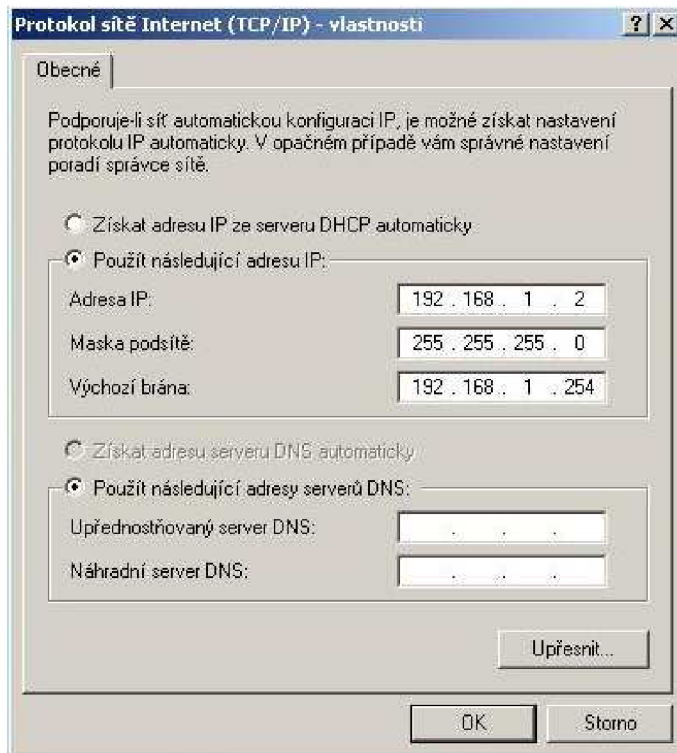 Protokol sítě Internet (TCP/IP) - vlastnosti
Obecné
Podporuje-li síť automatickou konfiguraci IP, je možné získat nastavení
protokolu IP automaticky. V opačném případě vám správné nastavení
poradí správce sítě.
Získat adresu IP ze serveru DHCP automaticky
Použít následující adresu IP:
Adresa IP: 192 . 168 . 1 . 2
Maska podsítě: 255 . 255 . 255 . 0
Výchozí brána: 192 . 168 . 1 . 254
Získat adresu serveru DNS automaticky
Použít následující adresy serverů DNS:
Upřednostňovaný server DNS: . . .
Náhradní server DNS: . . .
Upřesnit...
OK Storno